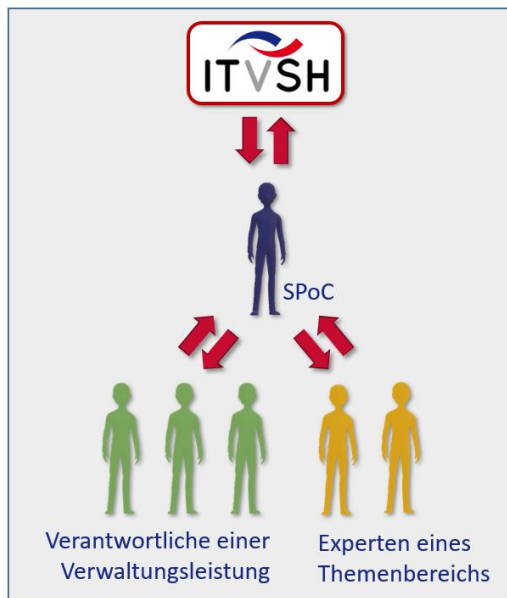 ITVSH
SPoC
Verantwortliche einer
Verwaltungsleistung
Experten eines
Themenbereichs